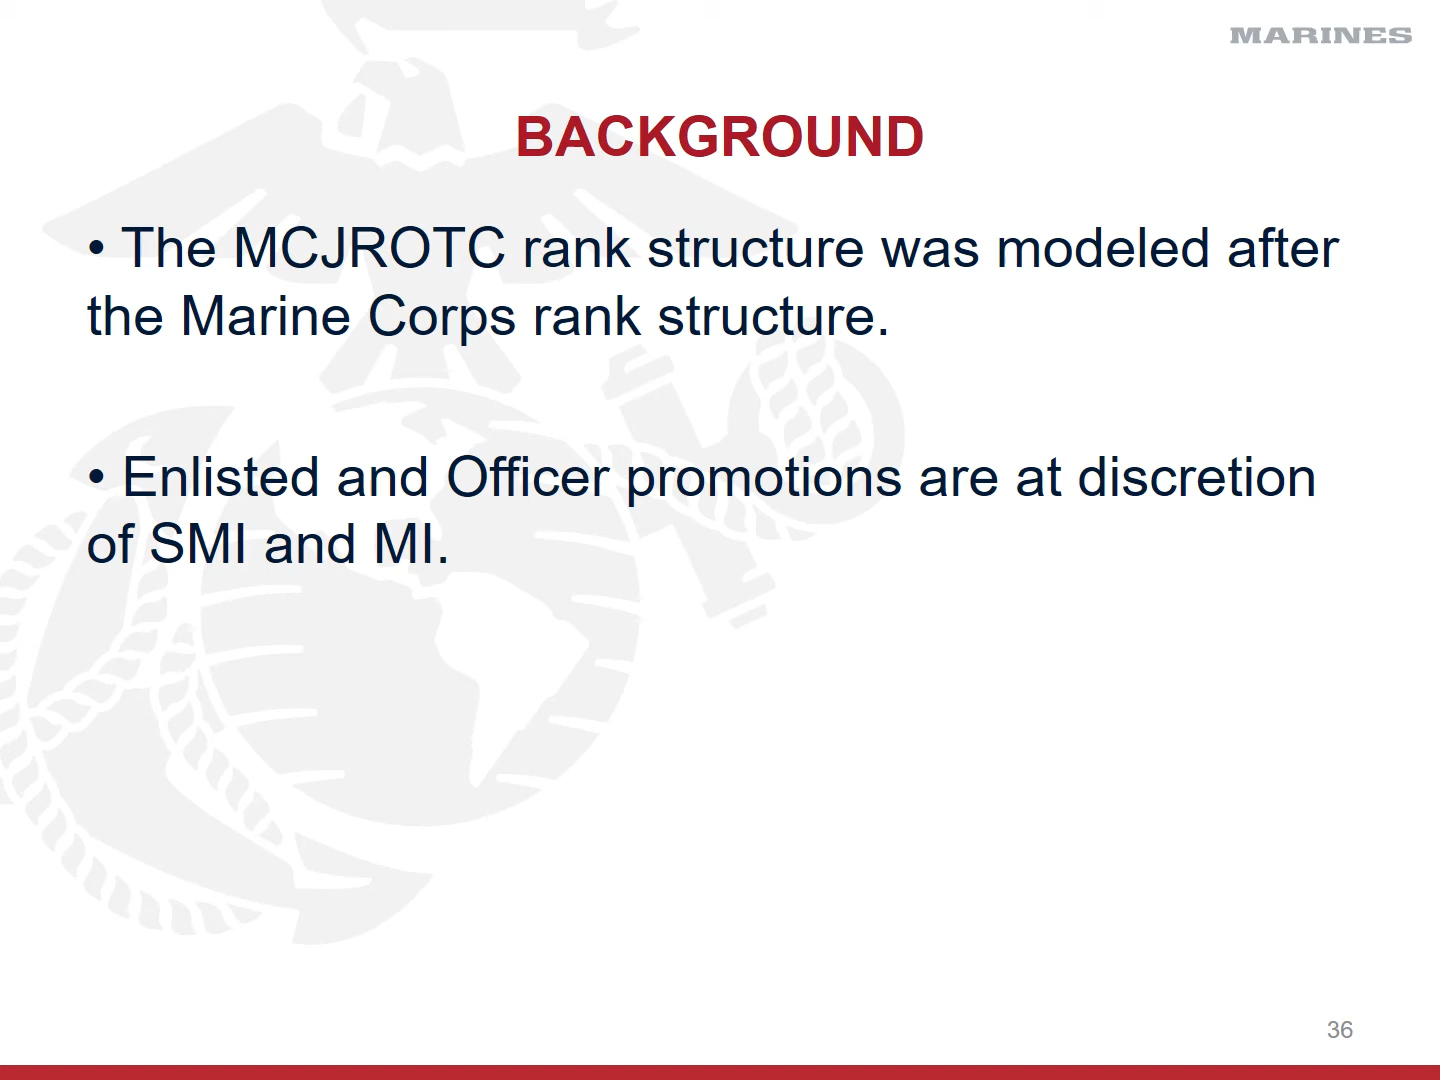 MARINES
BACKGROUND
• The MCJROTC rank structure was modeled after
the Marine Corps rank structure.
• Enlisted and Officer promotions are at discretion
of SMI and MI.
36